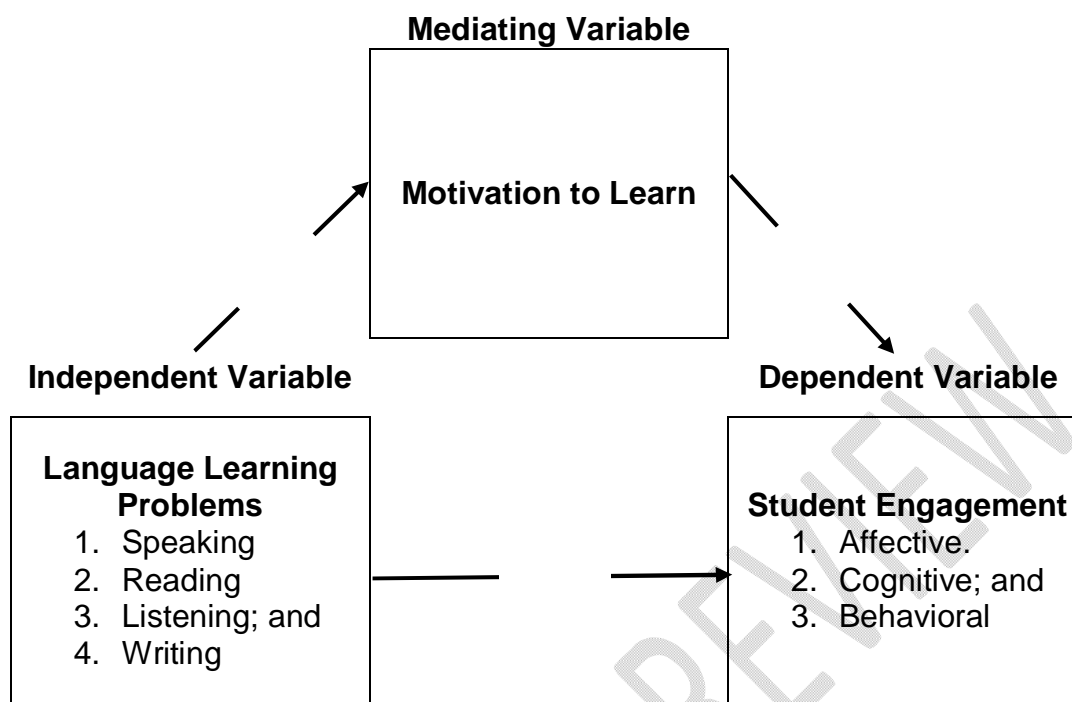 Mediating Variable
Motivation to Learn
Independent Variable
Dependent Variable
Language Learning
Problems
1. Speaking
2. Reading
3. Listening; and
4. Writing
Student Engagement
1. Affective.
2. Cognitive; and
3. Behavioral
REVIEW